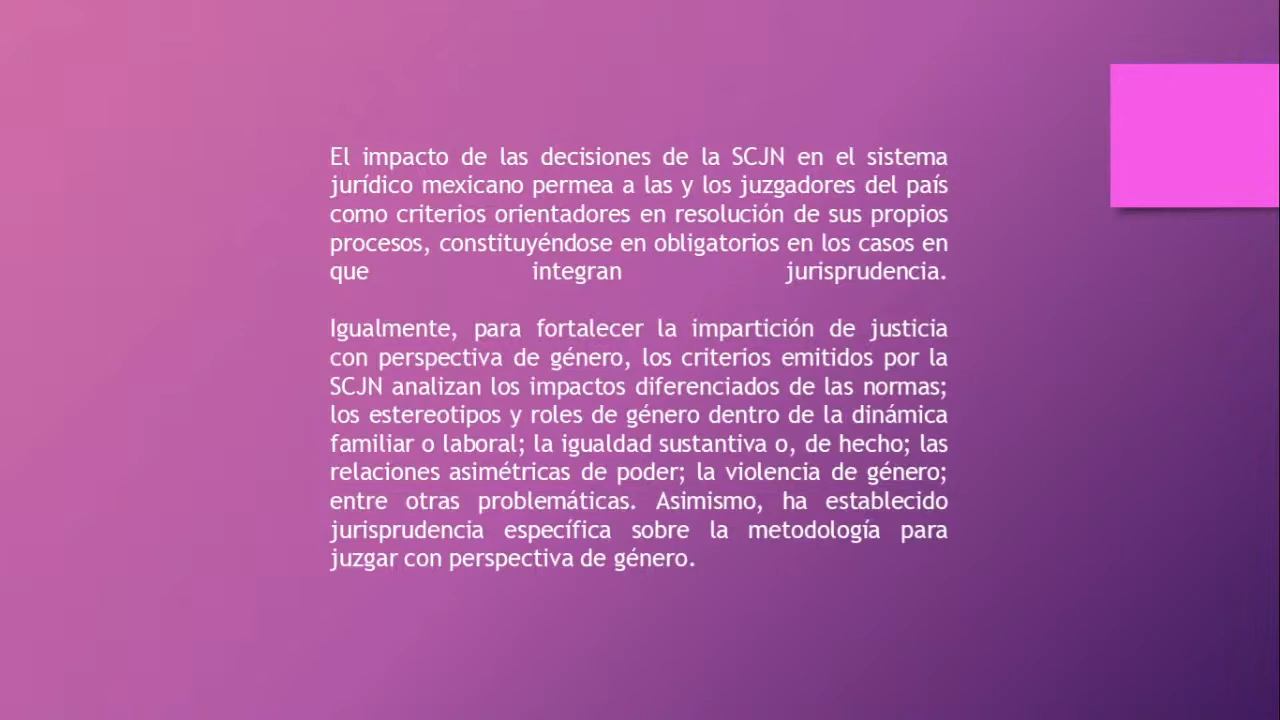 El impacto de las decisiones de la SCJN en el sistema
jurídico mexicano permea a las y los juzgadores del país
como criterios orientadores en resolución de sus propios
procesos, constituyéndose en obligatorios en los casos en
que integran jurisprudencia.
Igualmente, para fortalecer la impartición de justicia
con perspectiva de género, los criterios emitidos por la
SCJN analizan los impactos diferenciados de las normas;
los estereotipos y roles de género dentro de la dinámica
familiar o laboral; la igualdad sustantiva o, de hecho; las
relaciones asimétricas de poder; la violencia de género;
entre otras problemáticas. Asimismo, ha establecido
jurisprudencia específica sobre la metodología para
juzgar con perspectiva de género.